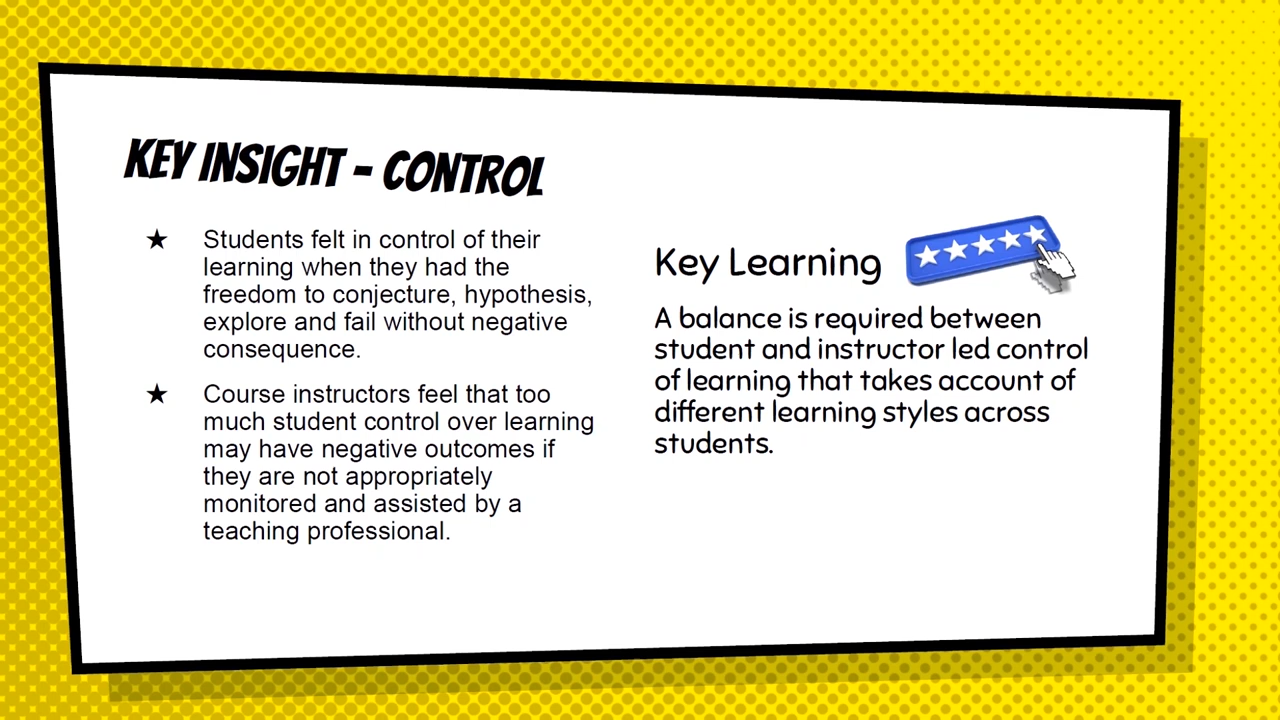 KEY INSIGHT - CONTROL
★ Students felt in control of their
learning when they had the
freedom to conjecture, hypothesis,
explore and fail without negative
consequence.
★ Course instructors feel that too
much student control over learning
may have negative outcomes if
they are not appropriately
monitored and assisted by a
teaching professional.
Key Learning
A balance is required between
student and instructor led control
of learning that takes account of
different learning styles across
students.